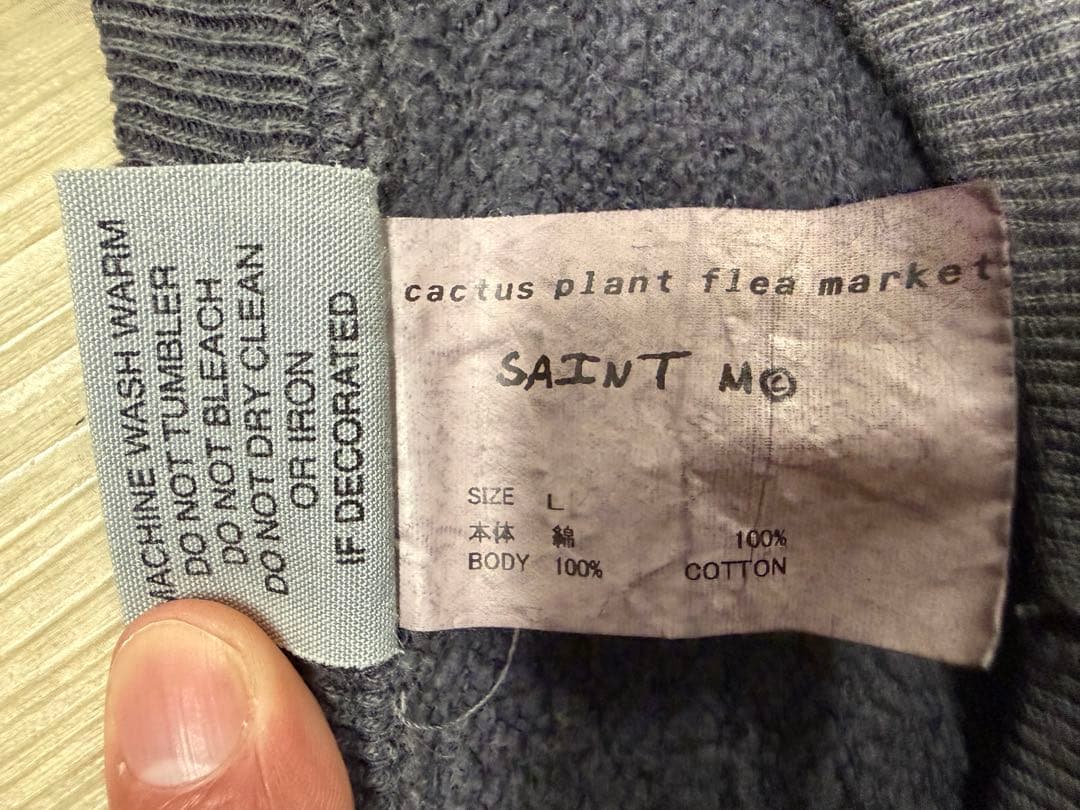 MACHINE WASH WARM
DO NOT TUMBLER
DO NOT BLEACH
DO NOT DRY CLEAN
OR IRON
IF DECORATED
cactus plant flea market
SAINT M©
SIZE L
本体 綿 100%
BODY 100% COTTON